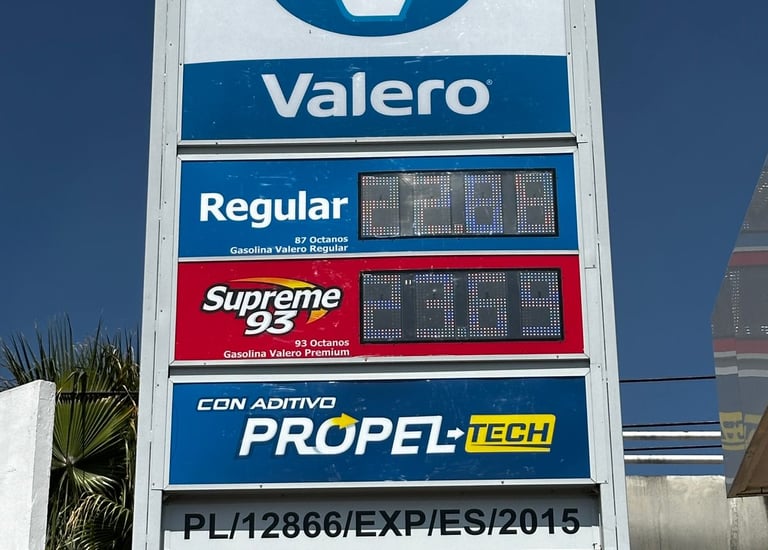 Valero
Regular
87 Octanos
Gasolina Valero Regular
Supreme
93
93 Octanos
Gasolina Valero Premium
CON ADITIVO
PROPEL TECH
PL/12866/EXP/ES/2015